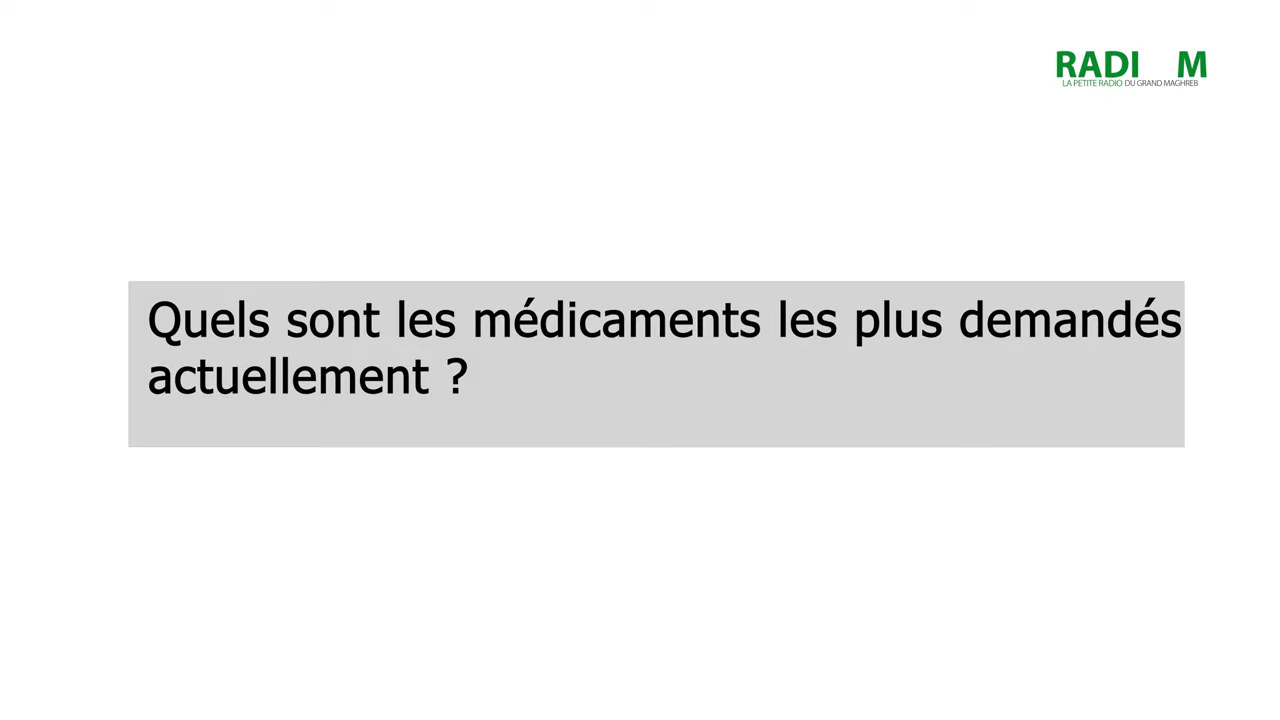 RADI M
LA PETITE RADIO DU GRAND MAGHREB
Quels sont les médicaments les plus demandés
actuellement ?